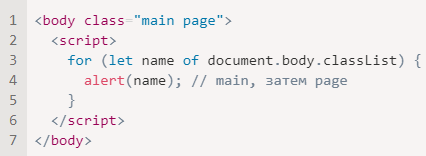 1 <body class="main page">
2   <script>
3     for (let name of document.body.classList) {
4       alert(name); // main, затем page
5     }
6   </script>
7 </body>